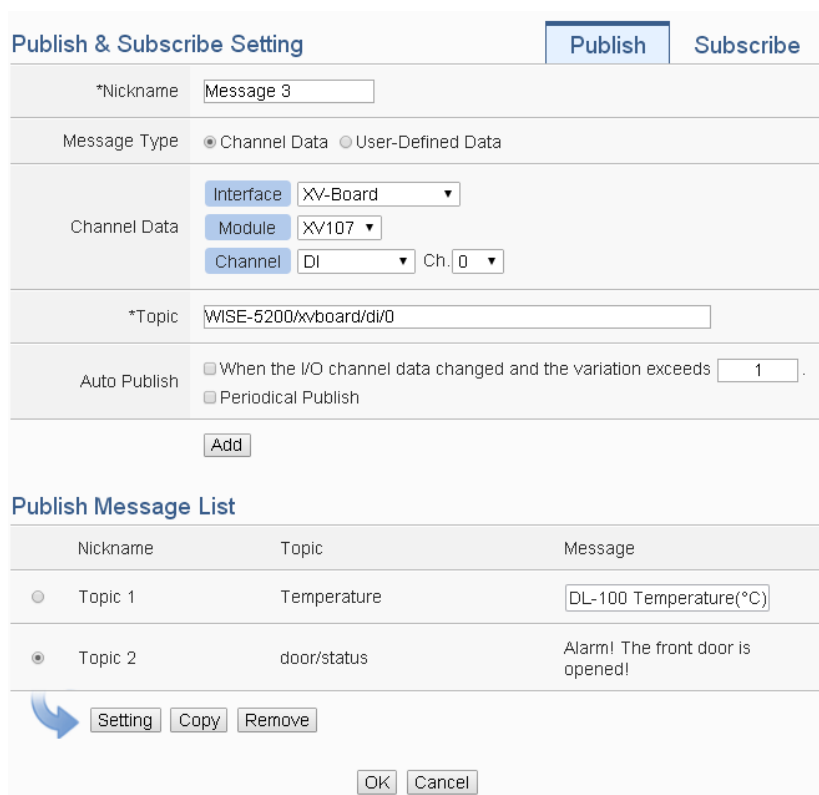 Publish & Subscribe Setting Publish Subscribe
*Nickname Message 3
Message Type Channel Data User-Defined Data
Interface XV-Board
Channel Data Module XV107
Channel DI Ch. 0
*Topic WISE-5200/xvboard/di/0
When the I/O channel data changed and the variation exceeds 1 .
Auto Publish
Periodical Publish
Add
Publish Message List
Nickname Topic Message
Topic 1 Temperature DL-100 Temperature(°C)
Topic 2 door/status Alarm! The front door is
opened!
Setting Copy Remove
OK Cancel